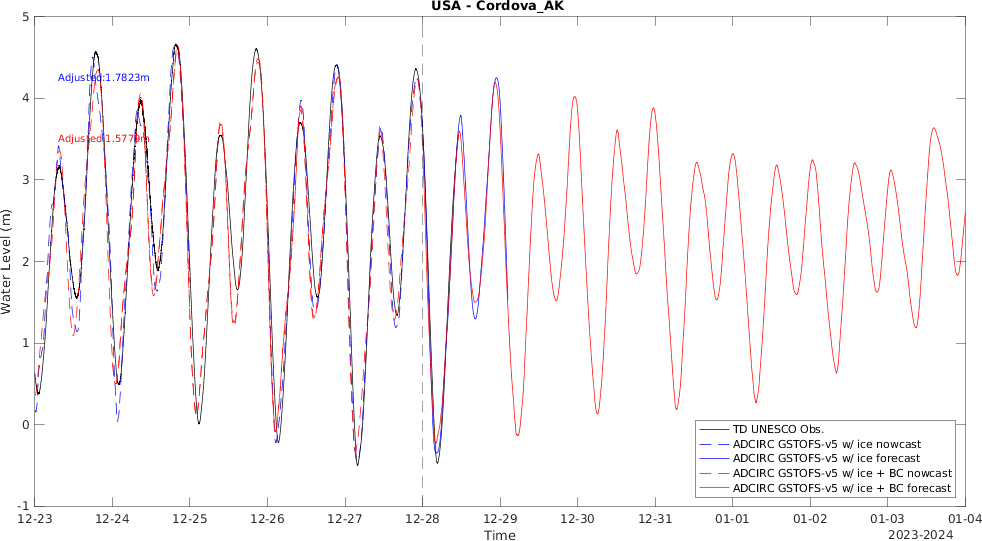 USA - Cordova_AK
Water Level (m)
5
4
3
2
1
0
-1
Adjusted:1.7823m
Adjusted:1.5779m
TD UNESCO Obs.
ADCIRC GSTOFS-v5 w/ ice nowcast
ADCIRC GSTOFS-v5 w/ ice forecast
ADCIRC GSTOFS-v5 w/ ice + BC nowcast
ADCIRC GSTOFS-v5 w/ ice + BC forecast
12-23 12-24 12-25 12-26 12-27 12-28 12-29 12-30 12-31 01-01 01-02 01-03 01-04
Time
2023-2024